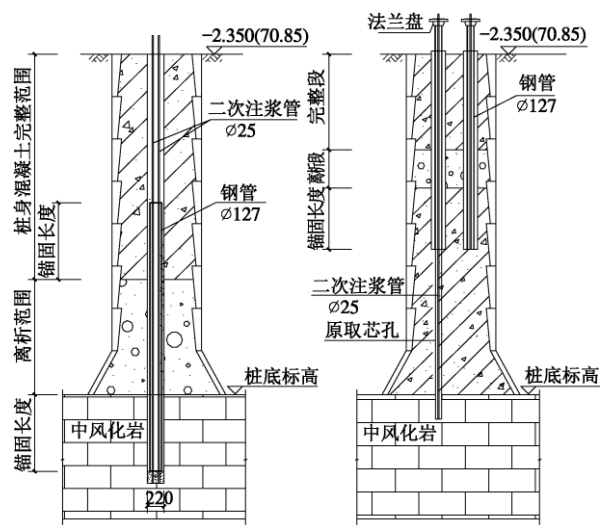 -2.350(70.85)
桩身混凝土完整范围
二次注浆管
Ø25
钢管
Ø127
锚固长度
离析范围
桩底标高
锚固长度
中风化岩
220
法兰盘
-2.350(70.85)
完整段
钢管
Ø127
离析段
锚固长度
二次注浆管
Ø25
原取芯孔
桩底标高
中风化岩